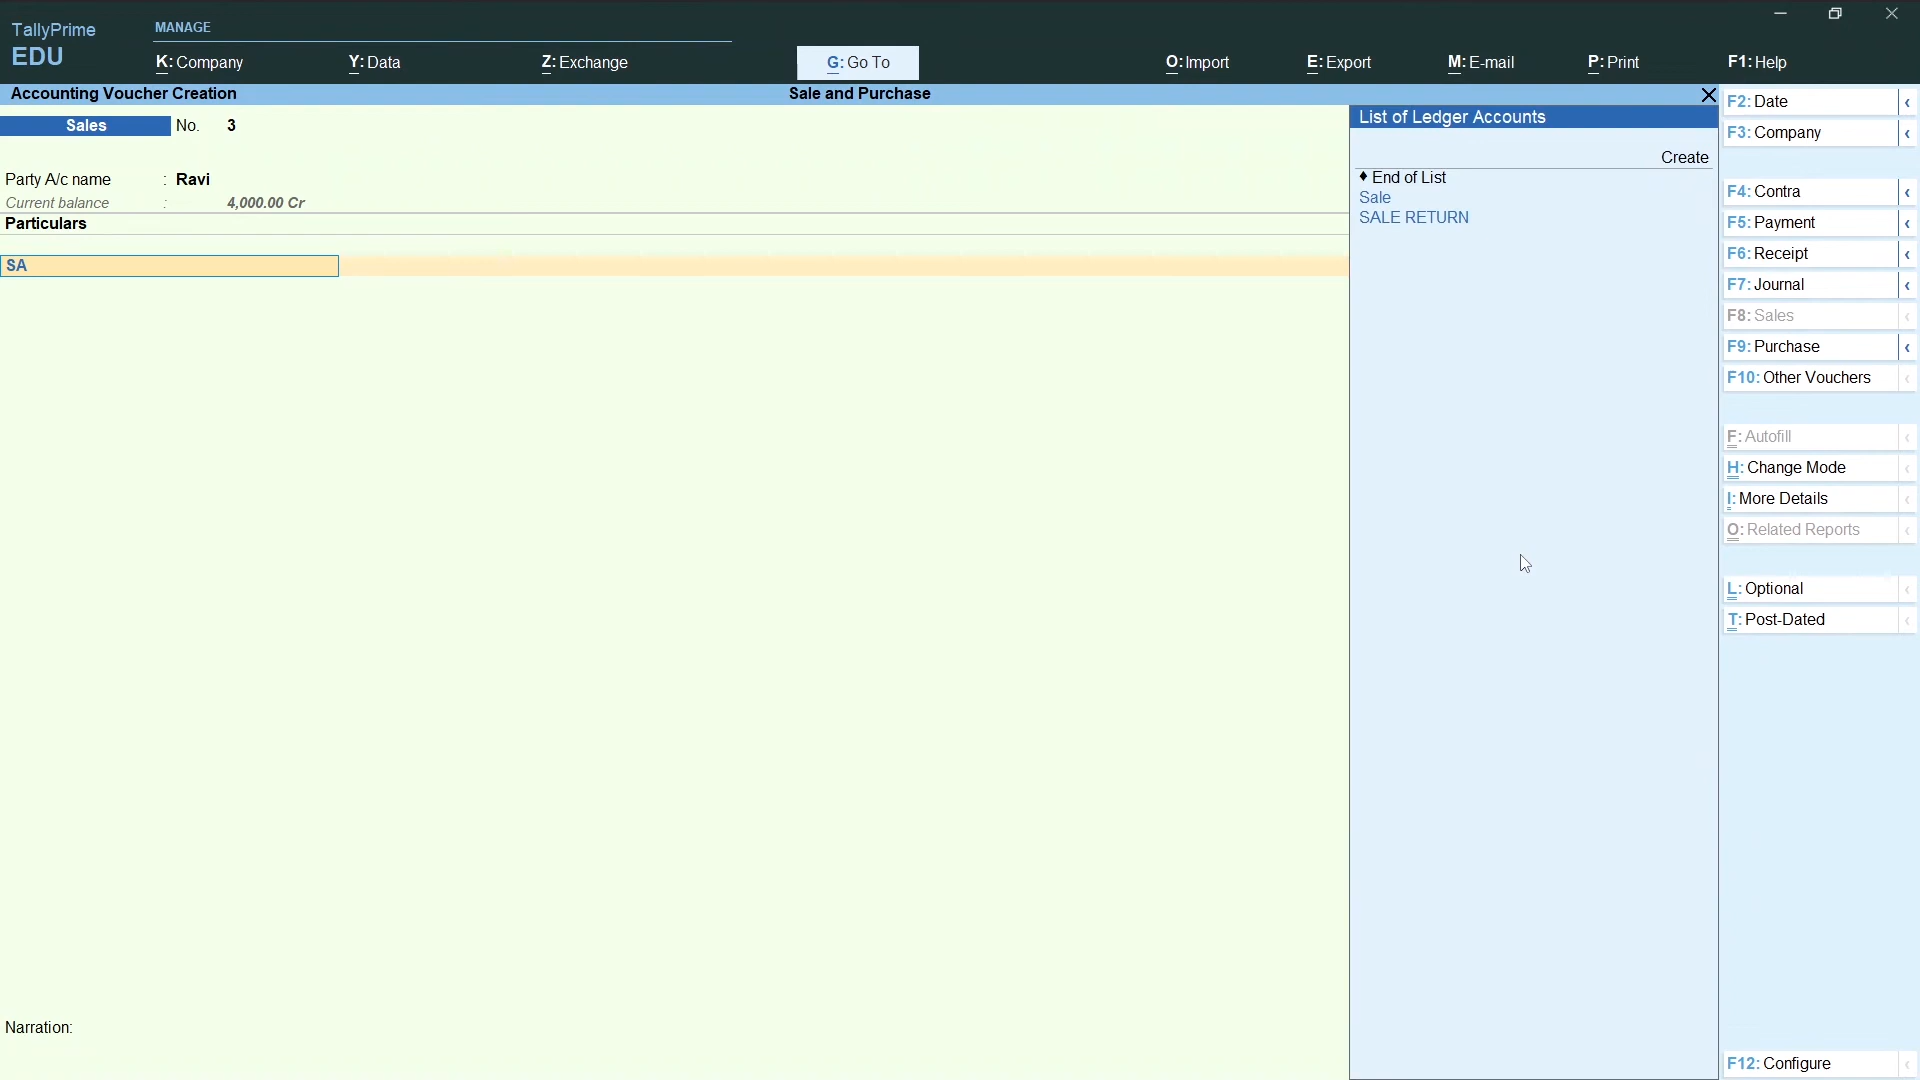 TallyPrime
EDU
MANAGE
K: Company
Y: Data
Z: Exchange
G: Go To
O: Import
E: Export
M: E-mail
P: Print
F1: Help
Accounting Voucher Creation
Sale and Purchase
Sales No. 3
Party A/c name : Ravi
Current balance : 4,000.00 Cr
Particulars
SA
Narration:
List of Ledger Accounts
Create
♦ End of List
Sale
SALE RETURN
F2: Date
F3: Company
F4: Contra
F5: Payment
F6: Receipt
F7: Journal
F8: Sales
F9: Purchase
F10: Other Vouchers
F: Autofill
H: Change Mode
I: More Details
O: Related Reports
L: Optional
T: Post-Dated
F12: Configure